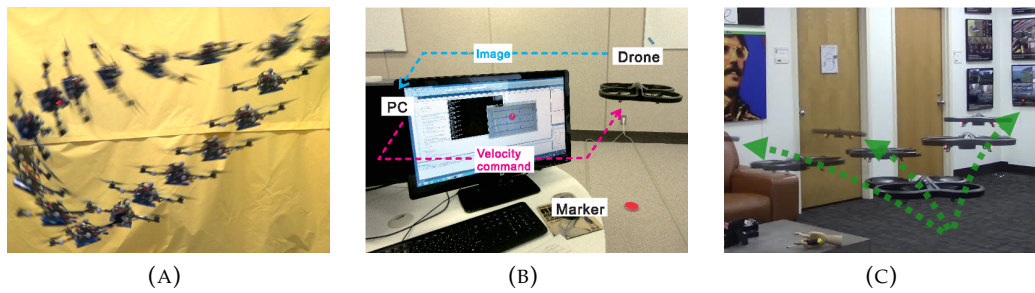 Image
Drone
PC
Velocity
command
Marker
(A)
(B)
(C)